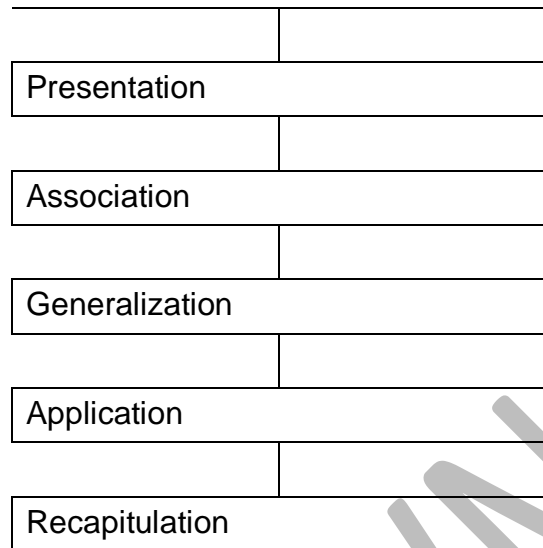 Presentation
Association
Generalization
Application
Recapitulation